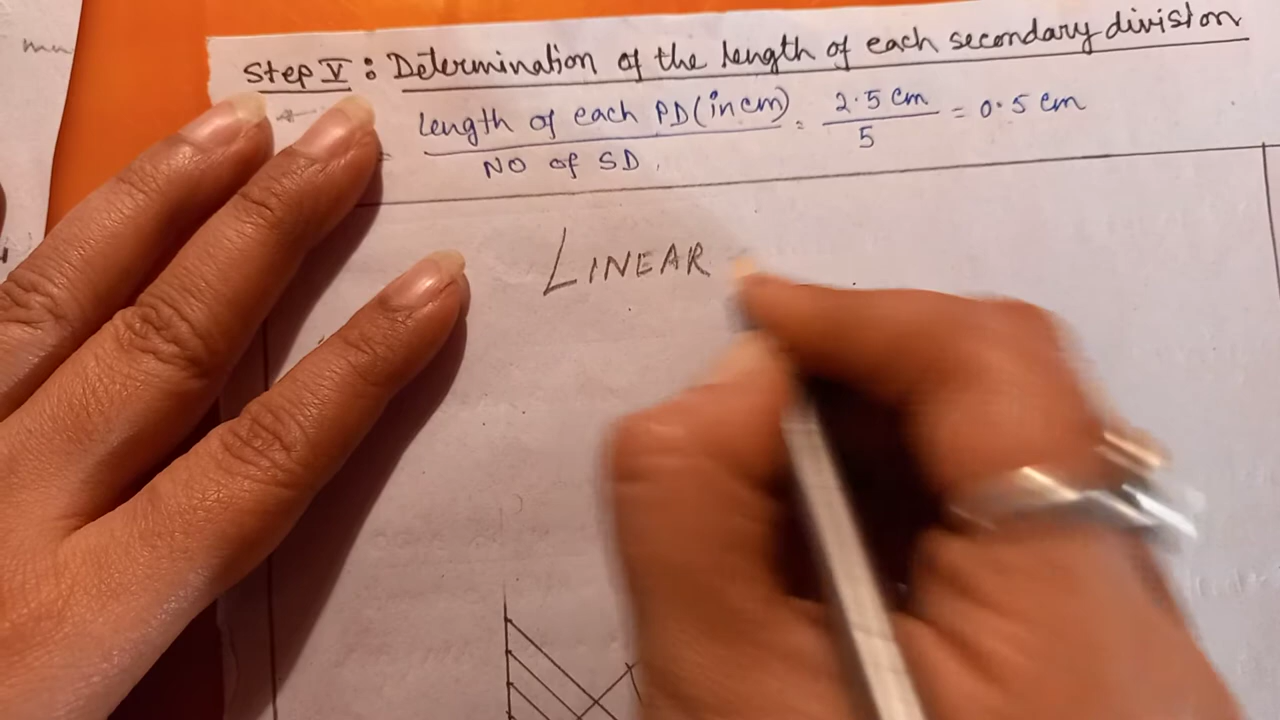 Step V : Determination of the length of each secondary division
length of each PD (in cm) = 2.5 cm = 0.5 cm
NO of SD 5
LINEAR